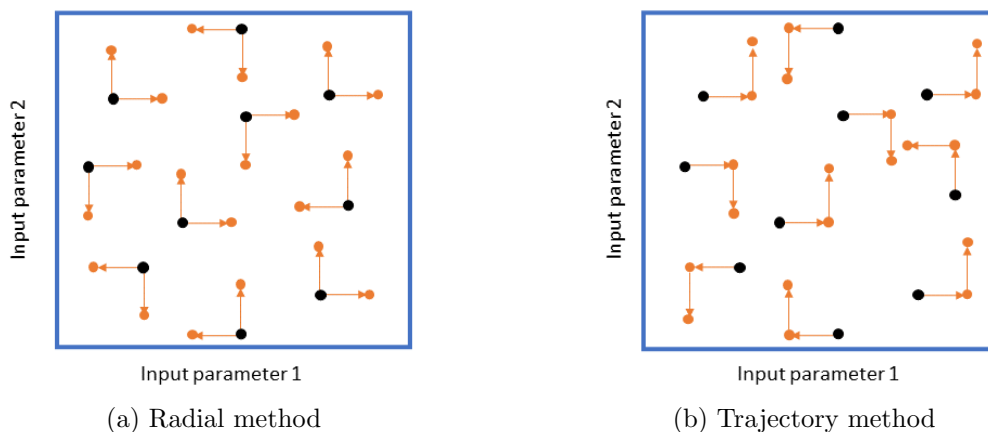 Input parameter 2
Input parameter 1
(a) Radial method
Input parameter 2
Input parameter 1
(b) Trajectory method